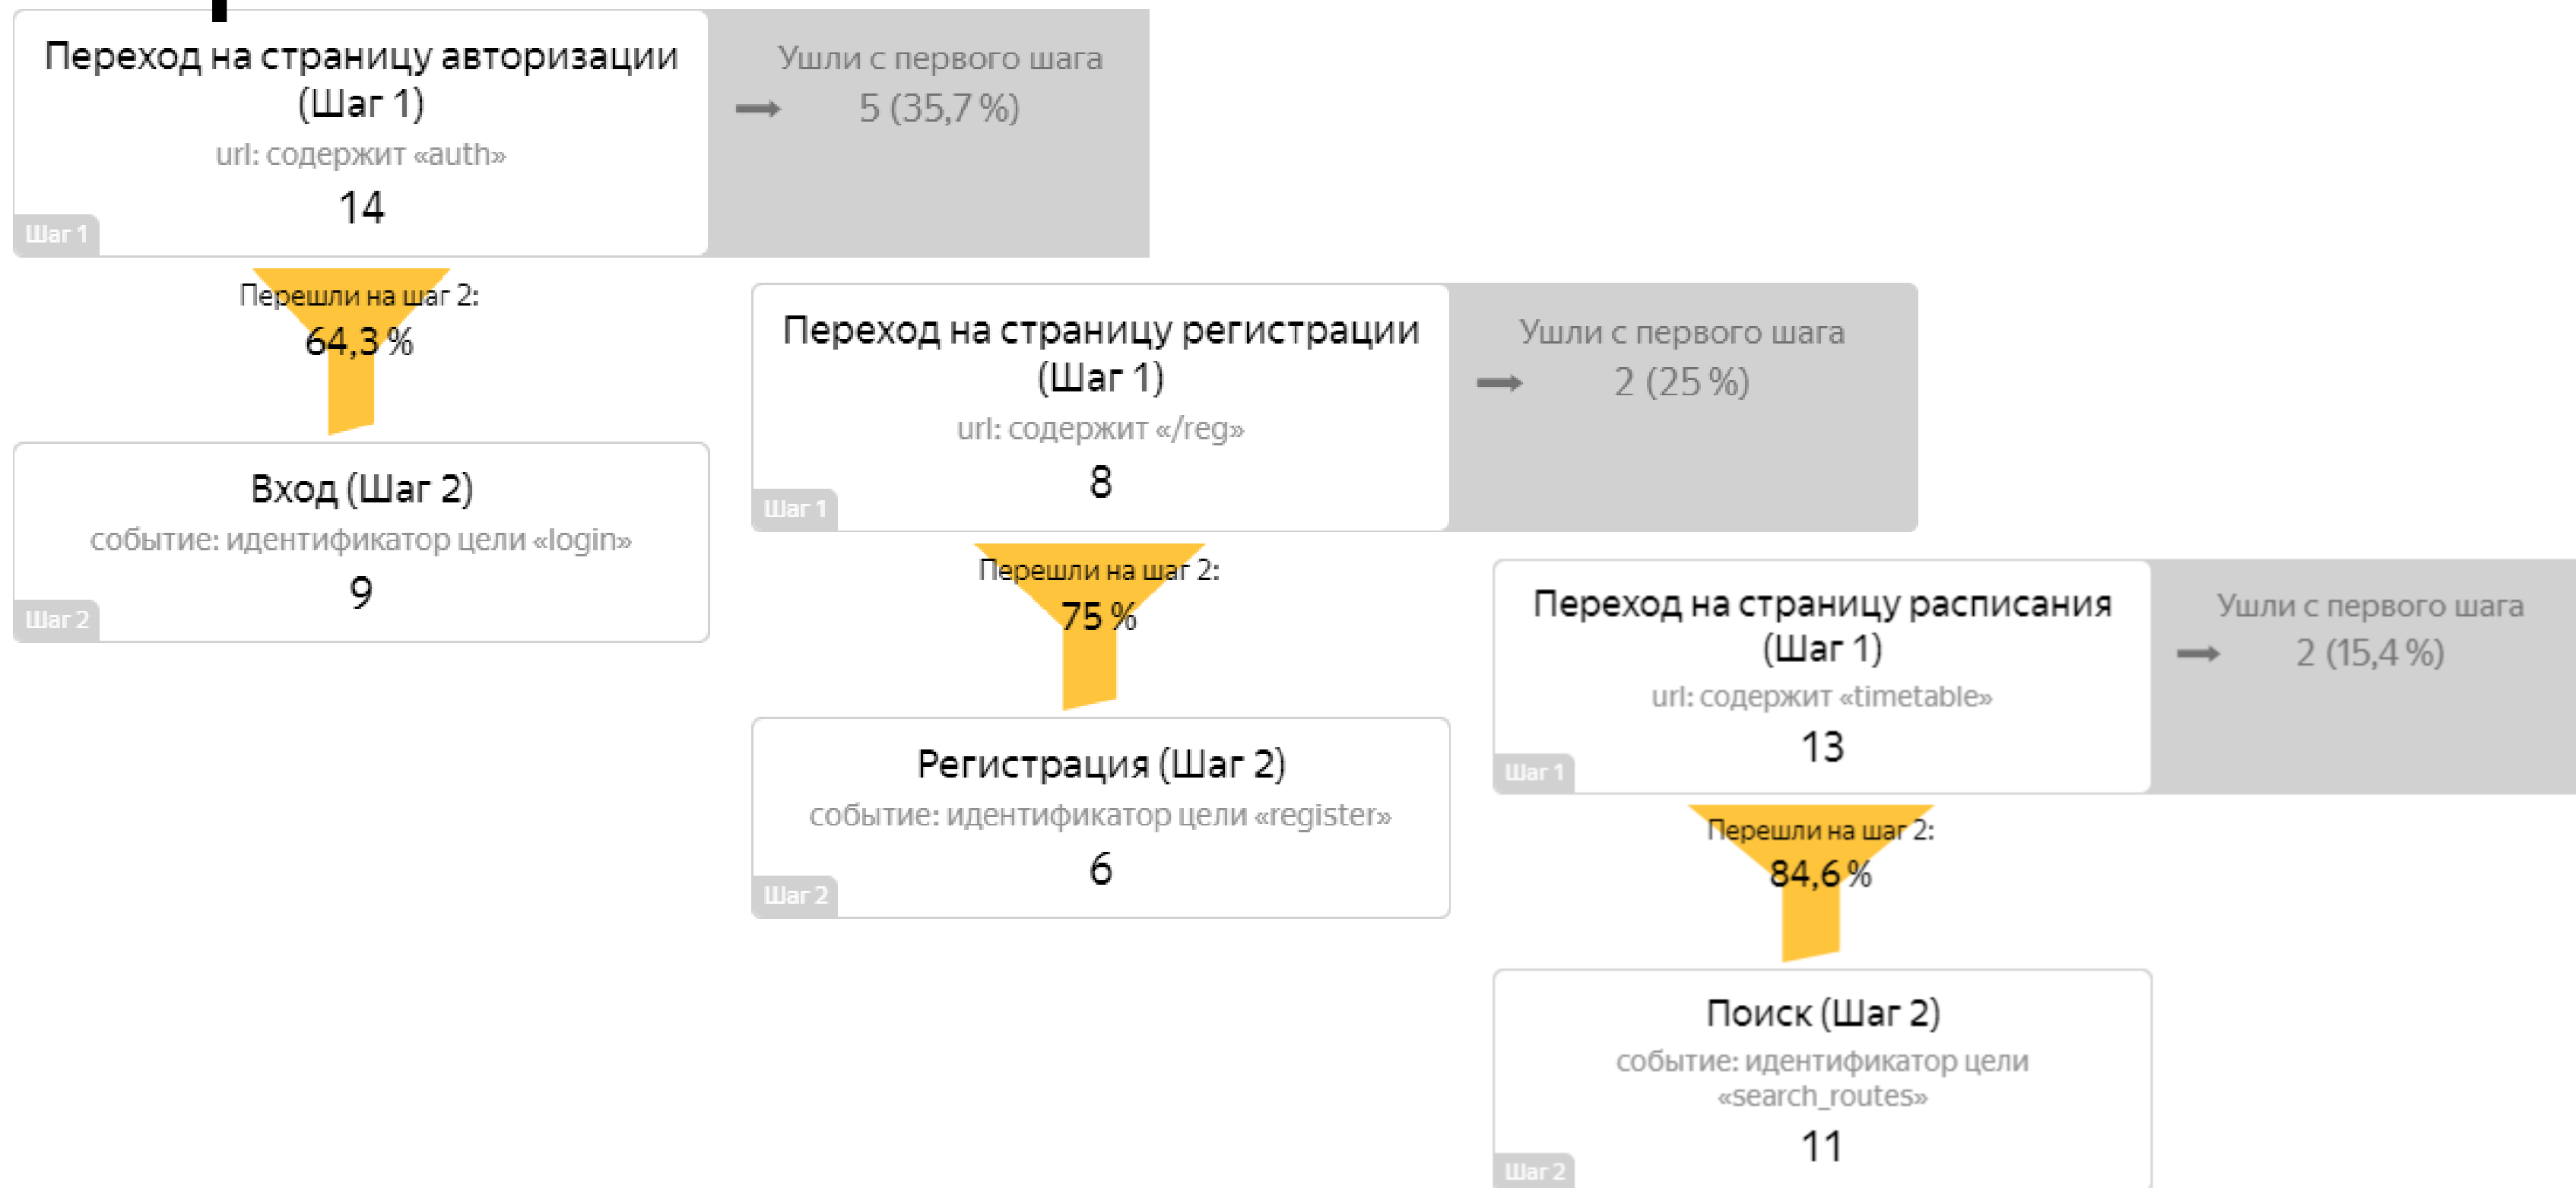 Переход на страницу авторизации
(Шаг 1)
url: содержит «auth»
14
Шаг 1
Ушли с первого шага
5 (35,7 %)
Перешли на шаг 2:
64,3 %
Вход (Шаг 2)
событие: идентификатор цели «login»
9
Шаг 2
Переход на страницу регистрации
(Шаг 1)
url: содержит «/reg»
8
Шаг 1
Ушли с первого шага
2 (25 %)
Перешли на шаг 2:
75 %
Регистрация (Шаг 2)
событие: идентификатор цели «register»
6
Шаг 2
Переход на страницу расписания
(Шаг 1)
url: содержит «timetable»
13
Шаг 1
Ушли с первого шага
2 (15,4 %)
Перешли на шаг 2:
84,6 %
Поиск (Шаг 2)
событие: идентификатор цели
«search_routes»
11
Шаг 2